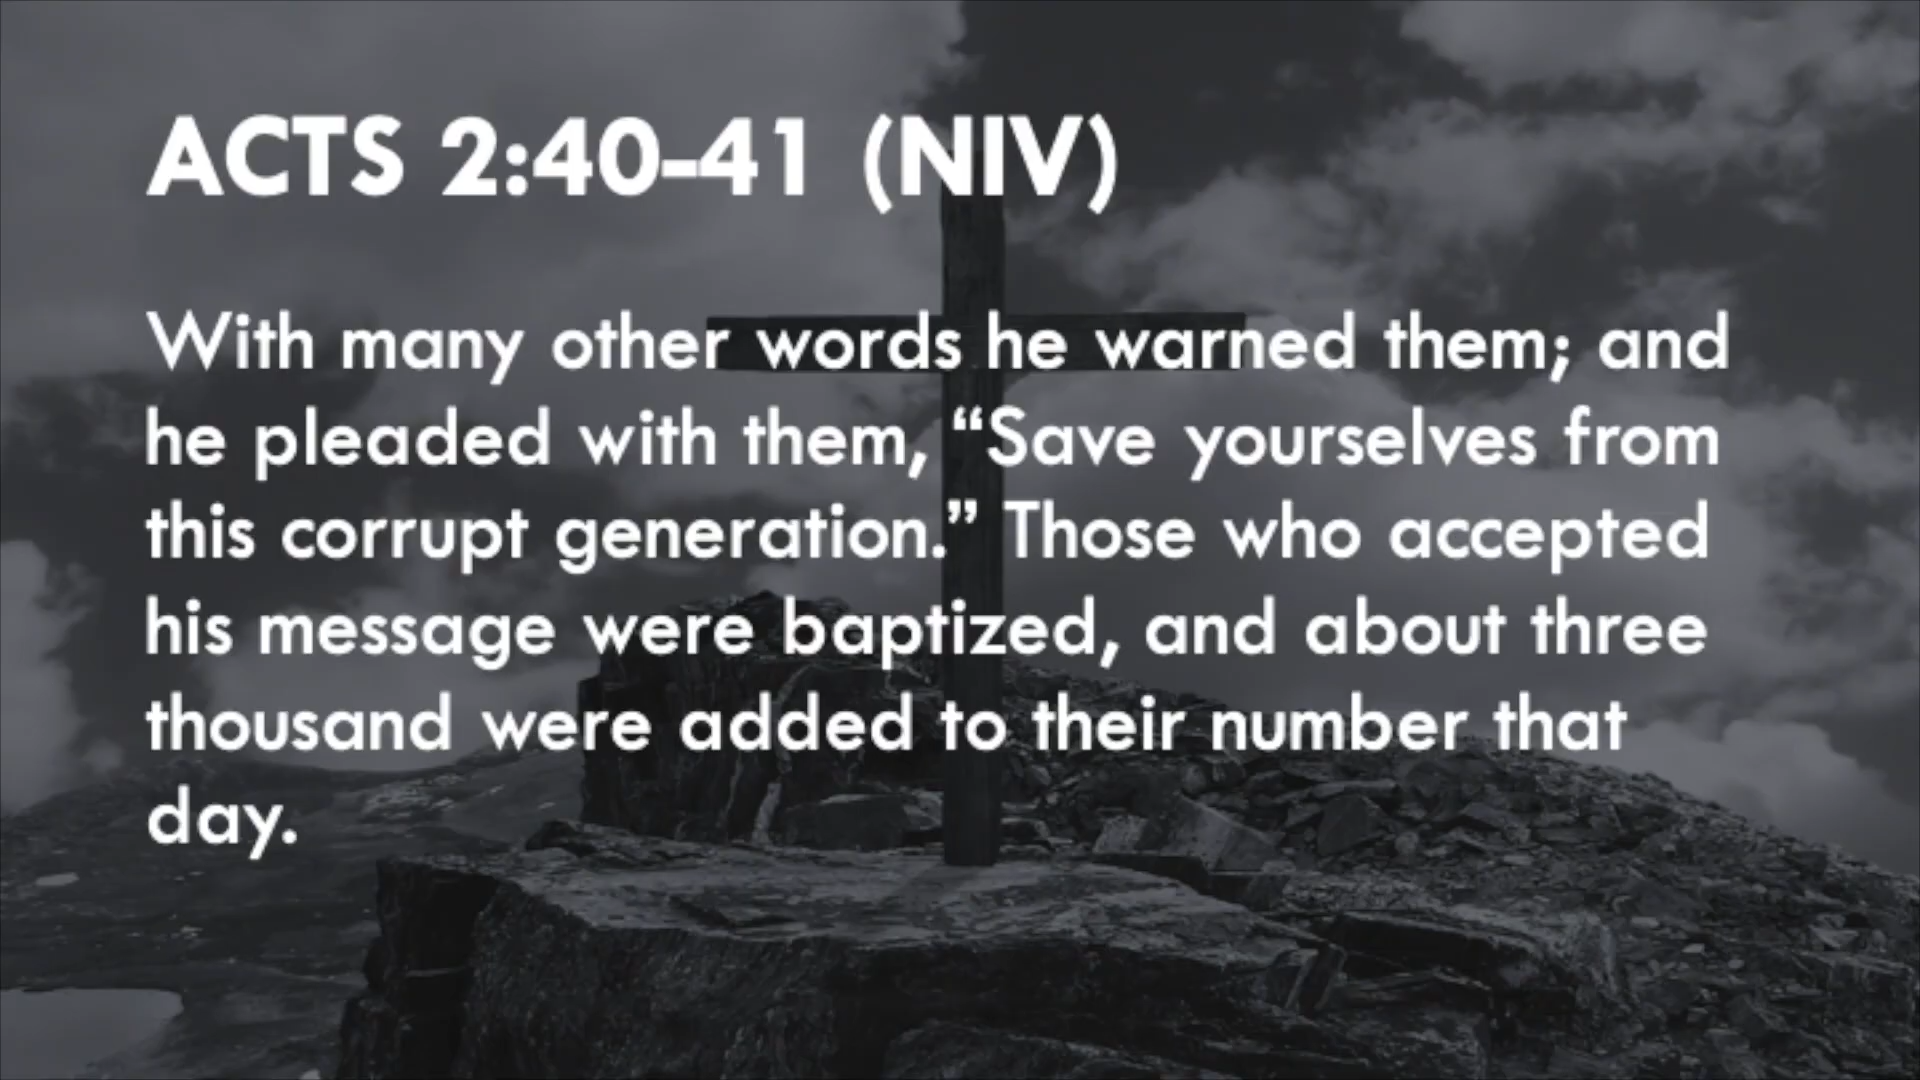 ACTS 2:40-41 (NIV)
With many other words he warned them; and
he pleaded with them, “Save yourselves from
this corrupt generation.” Those who accepted
his message were baptized, and about three
thousand were added to their number that
day.